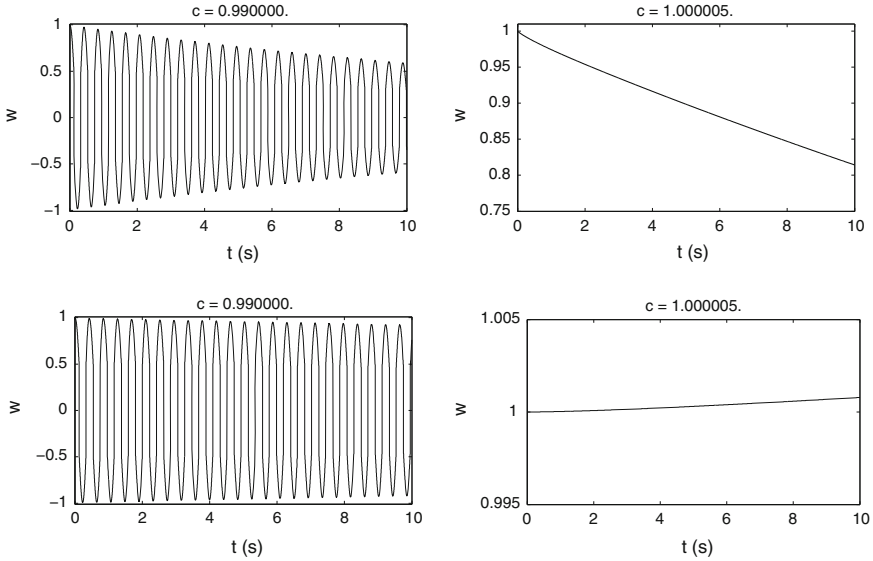 c = 0.990000.
1
0.5
0
−0.5
−1
w
0 2 4 6 8 10
t (s)
c = 1.000005.
1
0.95
0.9
0.85
0.8
0.75
w
0 2 4 6 8 10
t (s)
c = 0.990000.
1
0.5
0
−0.5
−1
w
0 2 4 6 8 10
t (s)
c = 1.000005.
1.005
1
0.995
w
0 2 4 6 8 10
t (s)